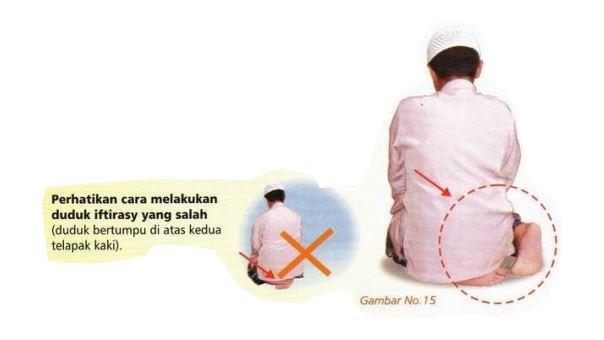 Perhatikan cara melakukan
duduk iftirasy yang salah
(duduk bertumpu di atas kedua
telapak kaki).
Gambar No.15